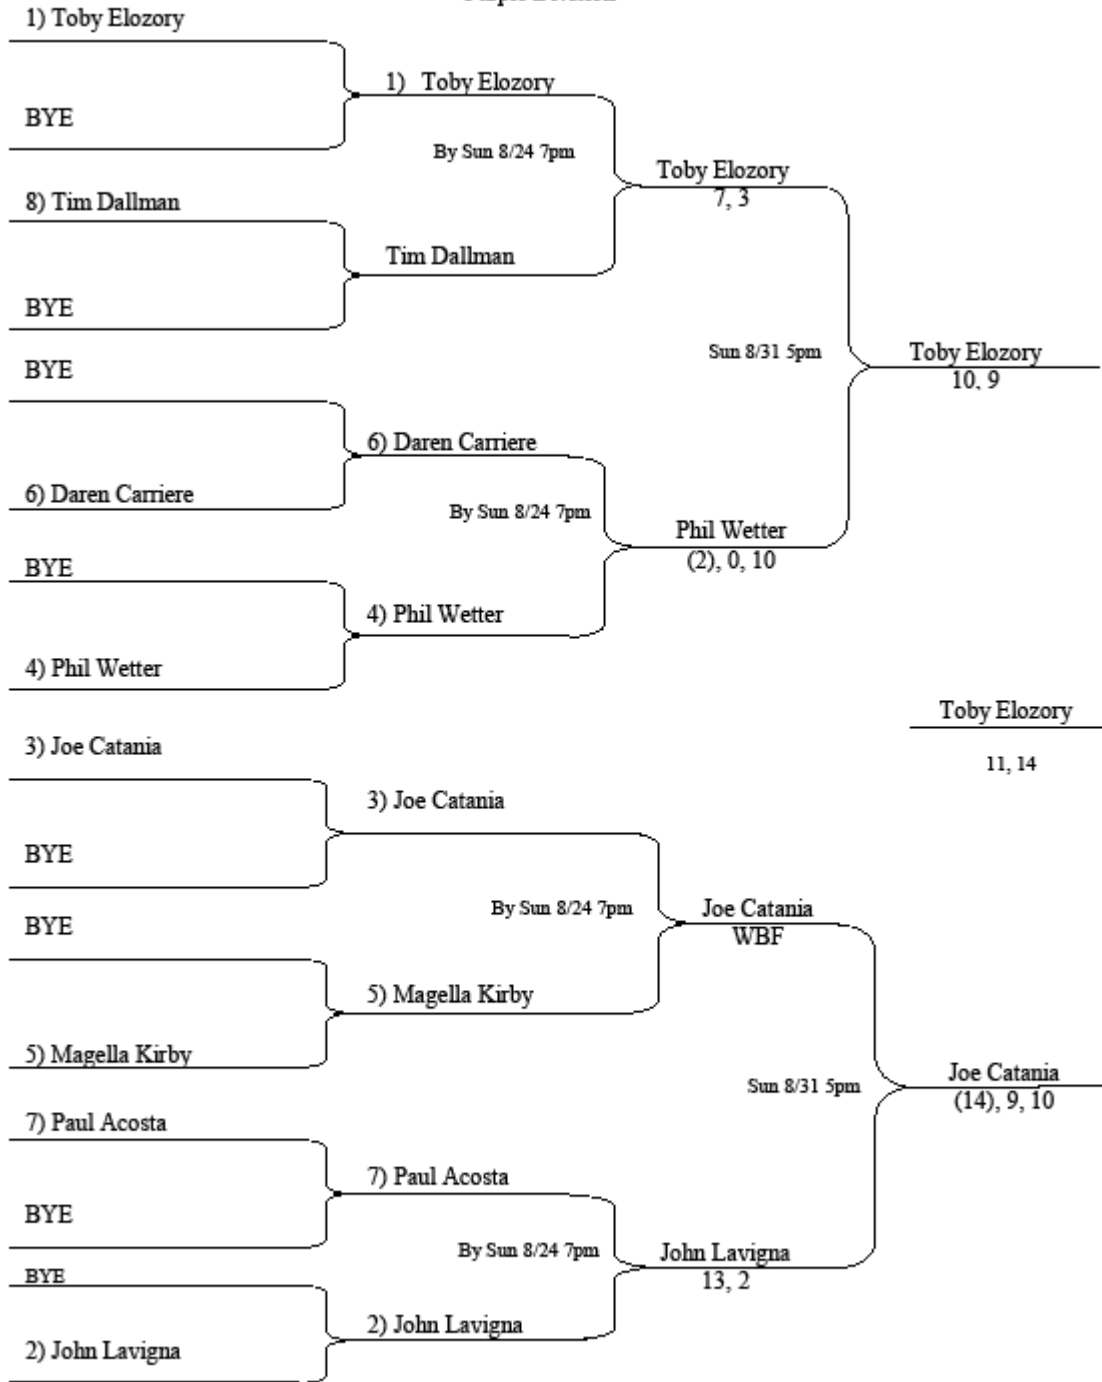 1) Toby Elozory
1) Toby Elozory
BYE
By Sun 8/24 7pm
Toby Elozory
7, 3
8) Tim Dallman
Tim Dallman
BYE
Sun 8/31 5pm
Toby Elozory
10, 9
BYE
6) Daren Carriere
6) Daren Carriere
By Sun 8/24 7pm
Phil Wetter
(2), 0, 10
BYE
4) Phil Wetter
4) Phil Wetter
Toby Elozory
11, 14
3) Joe Catania
3) Joe Catania
BYE
By Sun 8/24 7pm
Joe Catania
WBF
BYE
5) Magella Kirby
5) Magella Kirby
Sun 8/31 5pm
Joe Catania
(14), 9, 10
7) Paul Acosta
7) Paul Acosta
BYE
By Sun 8/24 7pm
John Lavigna
13, 2
BYE
2) John Lavigna
2) John Lavigna